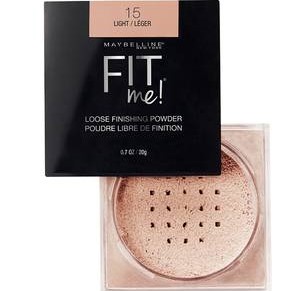 15
LIGHT / LÉGER
MAYBELLINE
NEW YORK
FIT
me!
LOOSE FINISHING POWDER
POUDRE LIBRE DE FINITION
0.7 OZ / 20g